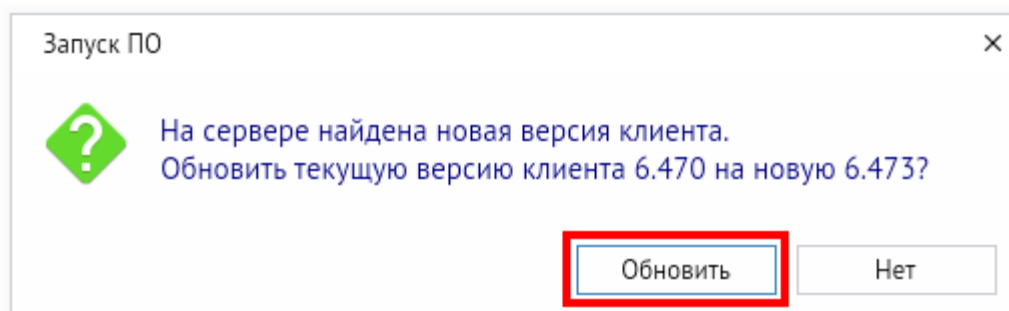 Запуск ПО
На сервере найдена новая версия клиента.
Обновить текущую версию клиента 6.470 на новую 6.473?
Обновить Нет